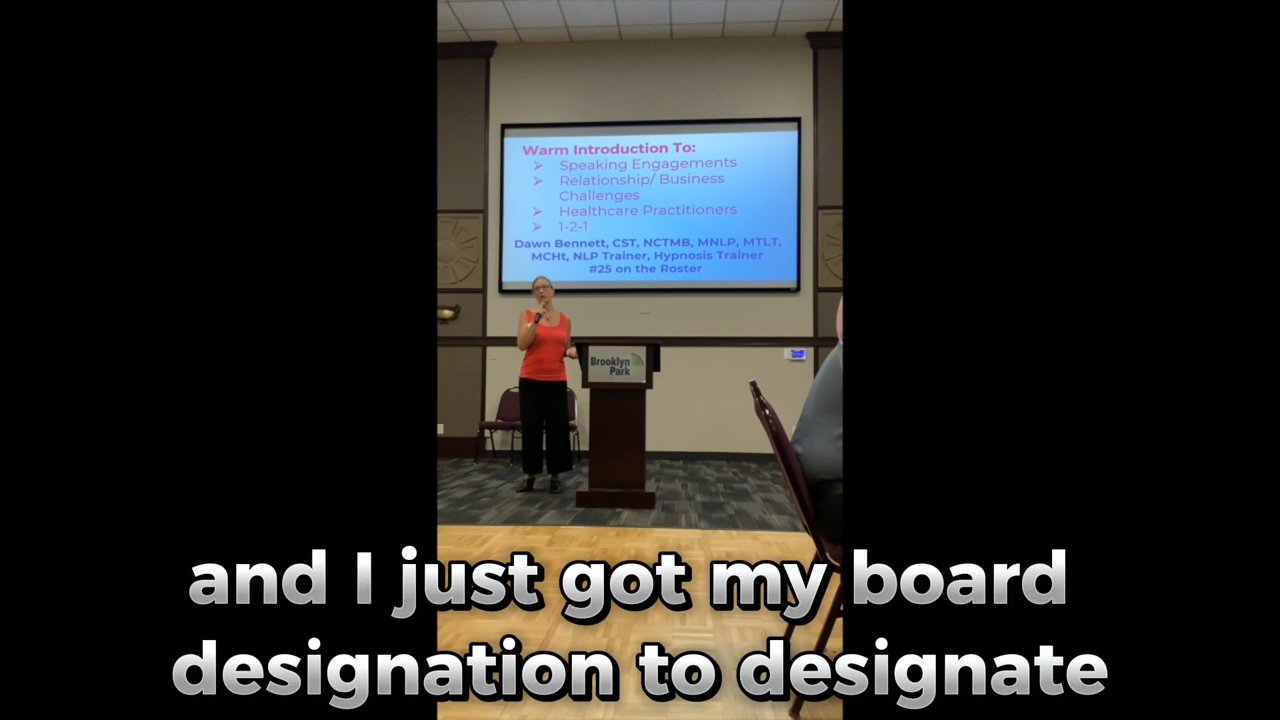 Warm Introduction To:
➢ Speaking Engagements
➢ Relationship/ Business
Challenges
➢ Healthcare Practitioners
➢ 1-2-1
Dawn Bennett, CST, NCTMB, MNLP, MTLT,
MCHt, NLP Trainer, Hypnosis Trainer
#25 on the Roster
Brooklyn
Park
and I just got my board
designation to designate